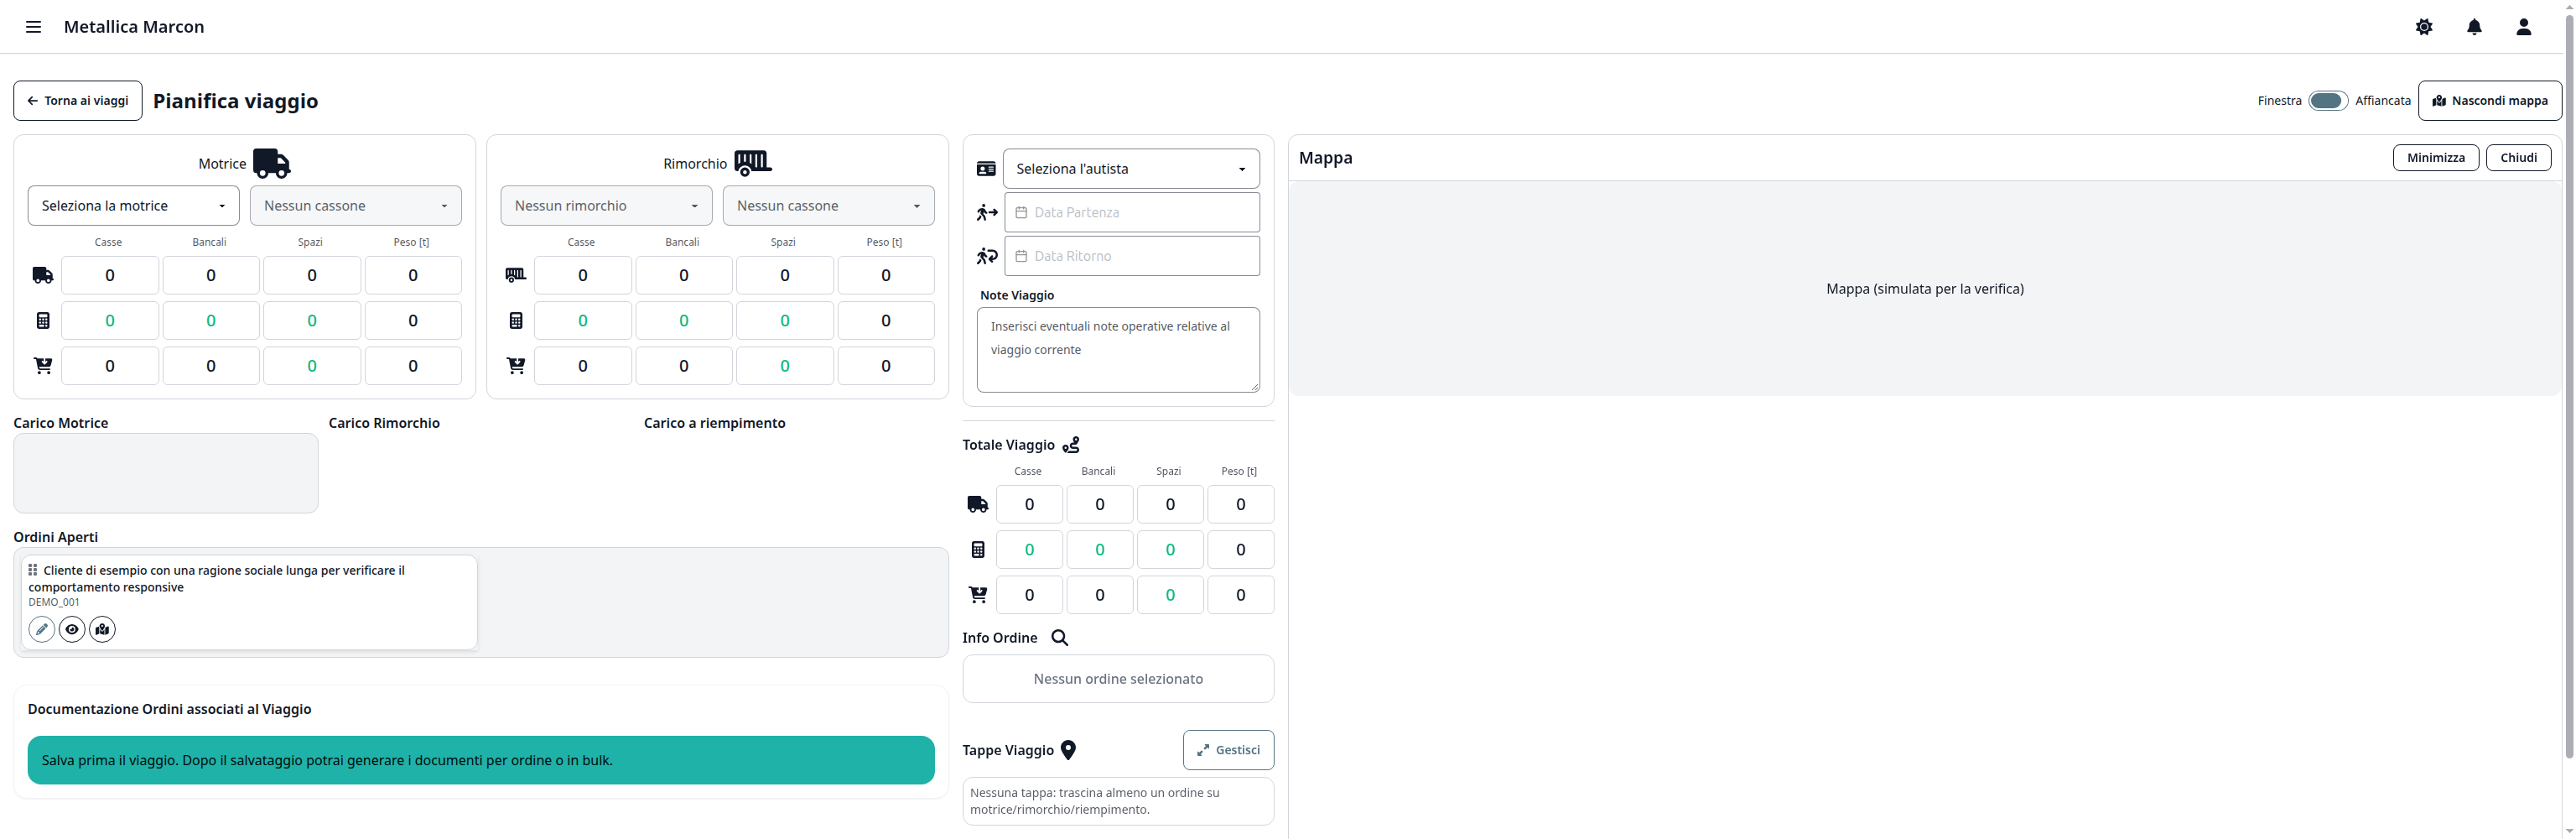 Metallica Marcon
Torna ai viaggi
Pianifica viaggio
Finestra
Affiancata
Nascondi mappa
Motrice
Seleziona la motrice
Nessun cassone
Casse Bancali Spazi Peso [t]
0 0 0 0
0 0 0 0
0 0 0 0
Rimorchio
Nessun rimorchio
Nessun cassone
Casse Bancali Spazi Peso [t]
0 0 0 0
0 0 0 0
0 0 0 0
Carico Motrice
Carico Rimorchio
Carico a riempimento
Ordini Aperti
Cliente di esempio con una ragione sociale lunga per verificare il
comportamento responsive
DEMO_001
Documentazione Ordini associati al Viaggio
Salva prima il viaggio. Dopo il salvataggio potrai generare i documenti per ordine o in bulk.
Seleziona l'autista
Data Partenza
Data Ritorno
Note Viaggio
Inserisci eventuali note operative relative al
viaggio corrente
Totale Viaggio
Casse Bancali Spazi Peso [t]
0 0 0 0
0 0 0 0
0 0 0 0
Info Ordine
Nessun ordine selezionato
Tappe Viaggio
Gestisci
Nessuna tappa: trascina almeno un ordine su
motrice/rimorchio/riempimento.
Mappa
Minimizza
Chiudi
Mappa (simulata per la verifica)